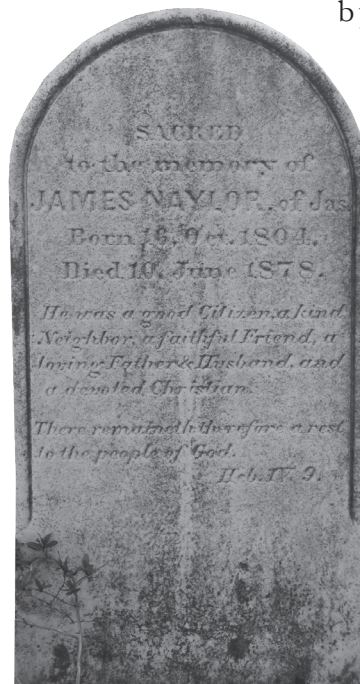 by
SACRED
to the memory of
JAMES NAYLOR. of Jas
Born 16. Oct. 1804.
Died 10. June 1878.
He was a good Citizen, a kind
Neighbor, a faithful Friend, a
loving Father & Husband, and
a devoted Christian.
There remaineth therefore a rest
to the people of God.
Heb. IV. 9.